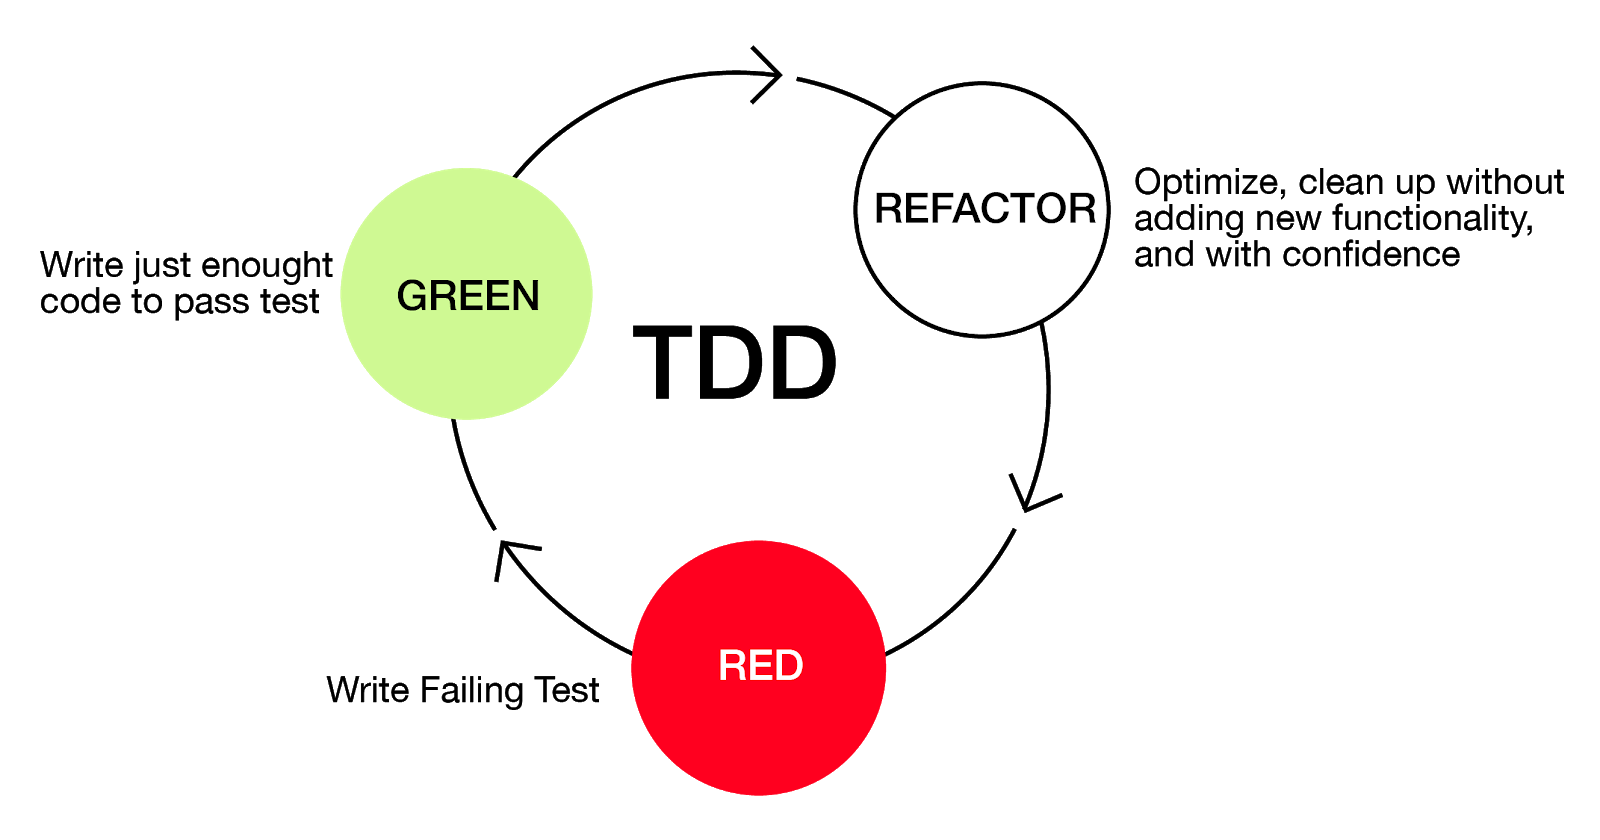 REFACTOR
Optimize, clean up without
adding new functionality,
and with confidence
Write just enought
code to pass test
GREEN
TDD
RED
Write Failing Test